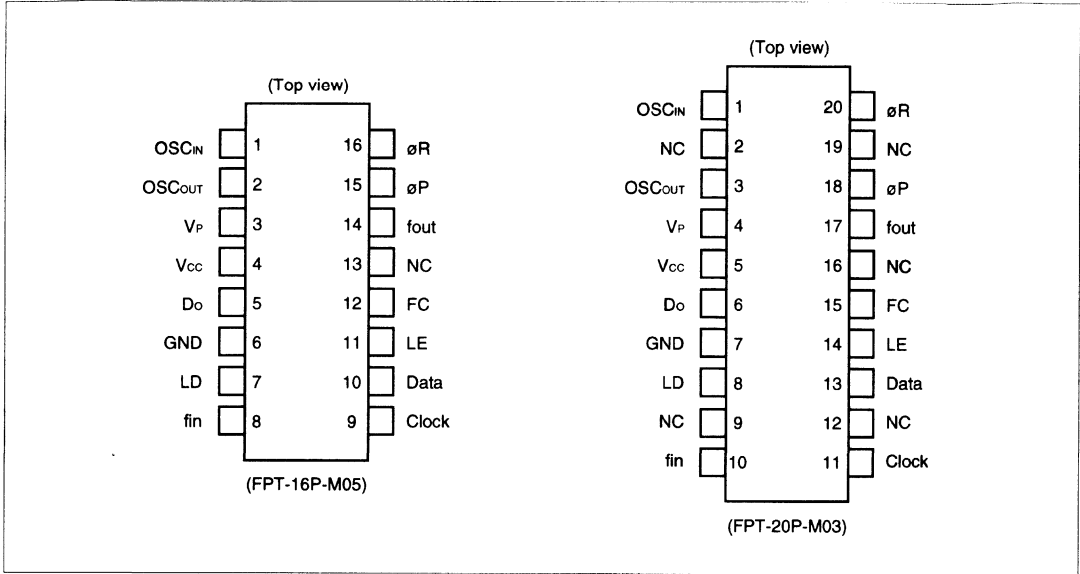 (Top view)
OSCIN 1 16 øR
OSCOUT 2 15 øP
VP 3 14 fout
VCC 4 13 NC
DO 5 12 FC
GND 6 11 LE
LD 7 10 Data
fin 8 9 Clock
(FPT-16P-M05)
(Top view)
OSCIN 1 20 øR
NC 2 19 NC
OSCOUT 3 18 øP
VP 4 17 fout
VCC 5 16 NC
DO 6 15 FC
GND 7 14 LE
LD 8 13 Data
NC 9 12 NC
fin 10 11 Clock
(FPT-20P-M03)